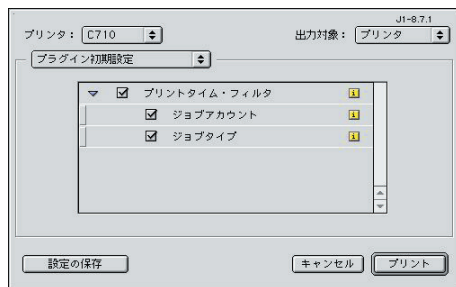 J1-8.7.1
プリンタ： C710 出力対象： プリンタ
プラグイン初期設定
プリントタイム・フィルタ
ジョブアカウント
ジョブタイプ
設定の保存 キャンセル プリント